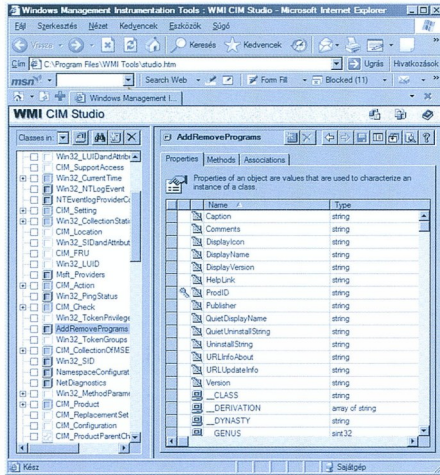 Windows Management Instrumentation Tools : WMI CIM Studio - Microsoft Internet Explorer
Fájl Szerkesztés Nézet Kedvencek Eszközök Súgó
Vissza Keresés Kedvencek
Cím C:\Program Files\WMI Tools\studio.htm Ugrás Hivatkozások
msn Search Web Form Fill Blocked (11)
Windows Management I...
WMI CIM Studio
Classes in:
Win32_LUIDandAttribu
CIM_SupportAccess
Win32_CurrentTime
Win32_NTLogEvent
NTEventlogProviderCo
CIM_Setting
Win32_CollectionStatis
CIM_Location
Win32_SIDandAttribut
CIM_FRU
Win32_LUID
Msft_Providers
CIM_Action
Win32_PingStatus
CIM_Check
Win32_TokenPrivilege
AddRemovePrograms
Win32_TokenGroups
CIM_CollectionOfMSE
Win32_SID
NamespaceConfigurat
NetDiagnostics
Win32_MethodParame
CIM_Product
CIM_ReplacementSet
CIM_Configuration
CIM_ProductParentCh
AddRemovePrograms
Properties Methods Associations
Properties of an object are values that are used to characterize an
instance of a class.
Name Type
Caption string
Comments string
DisplayIcon string
DisplayName string
DisplayVersion string
HelpLink string
ProdID string
Publisher string
QuietDisplayName string
QuietUninstallString string
UninstallString string
URLInfoAbout string
URLUpdateInfo string
Version string
__CLASS string
__DERIVATION array of string
__DYNASTY string
__GENUS sint32
Kész Sajátgép